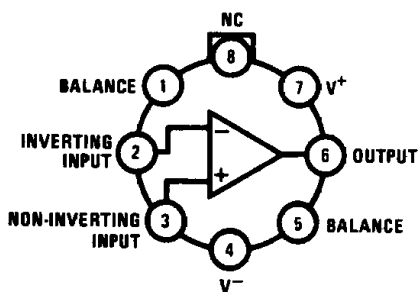 NC
8
BALANCE
1
7
V+
INVERTING
INPUT
2
−
6
OUTPUT
+
NON-INVERTING
INPUT
3
5
BALANCE
4
V−